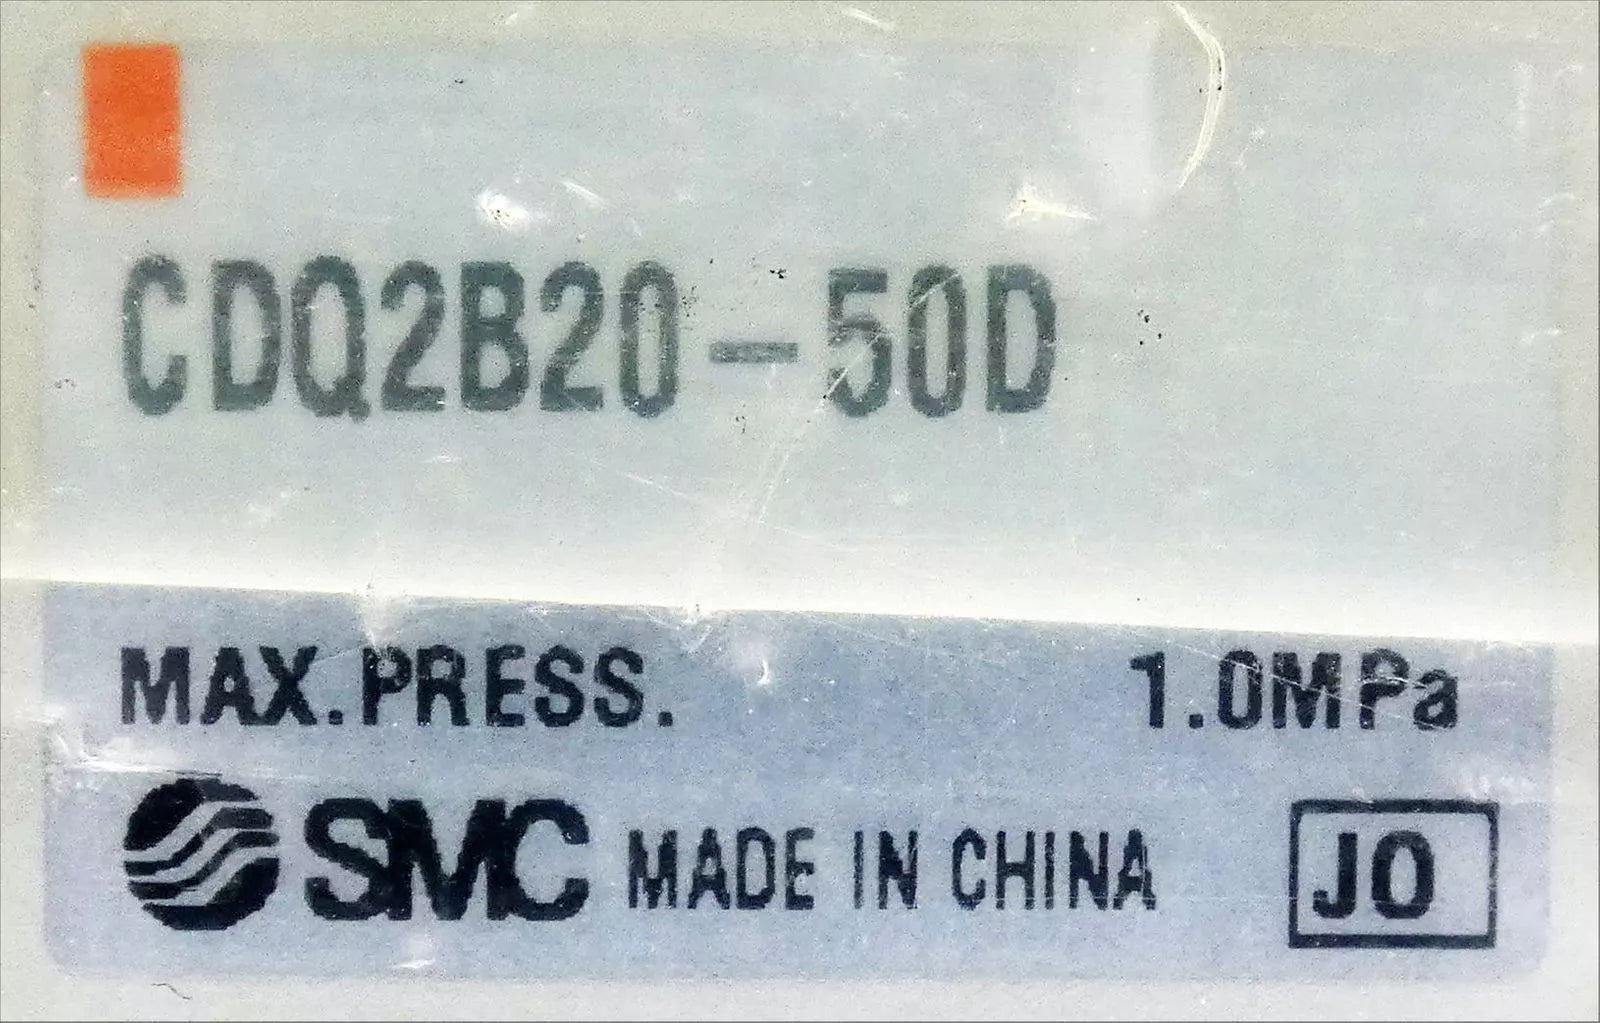 CDQ2B20-50D
MAX.PRESS. 1.0MPa
SMC MADE IN CHINA JO